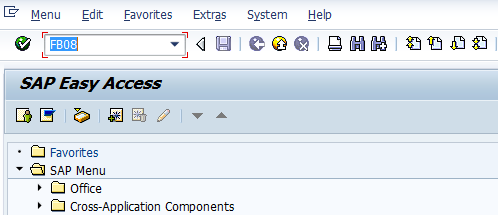 Menu Edit Favorites Extras System Help
FB08
SAP Easy Access
Favorites
SAP Menu
Office
Cross-Application Components